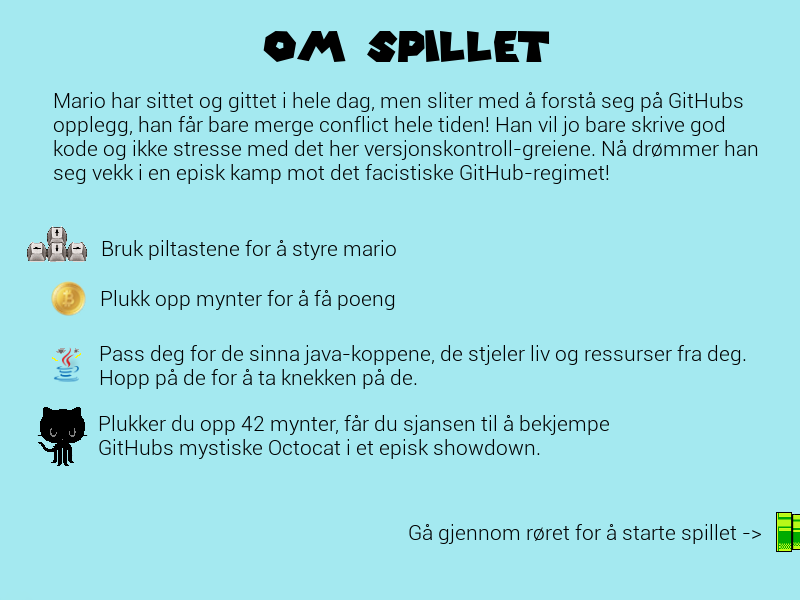 OM SPILLET
Mario har sittet og gittet i hele dag, men sliter med å forstå seg på GitHubs
opplegg, han får bare merge conflict hele tiden! Han vil jo bare skrive god
kode og ikke stresse med det her versjonskontroll-greiene. Nå drømmer han
seg vekk i en episk kamp mot det facistiske GitHub-regimet!
Bruk piltastene for å styre mario
Plukk opp mynter for å få poeng
Pass deg for de sinna java-koppene, de stjeler liv og ressurser fra deg.
Hopp på de for å ta knekken på de.
Plukker du opp 42 mynter, får du sjansen til å bekjempe
GitHubs mystiske Octocat i et episk showdown.
Gå gjennom røret for å starte spillet ->